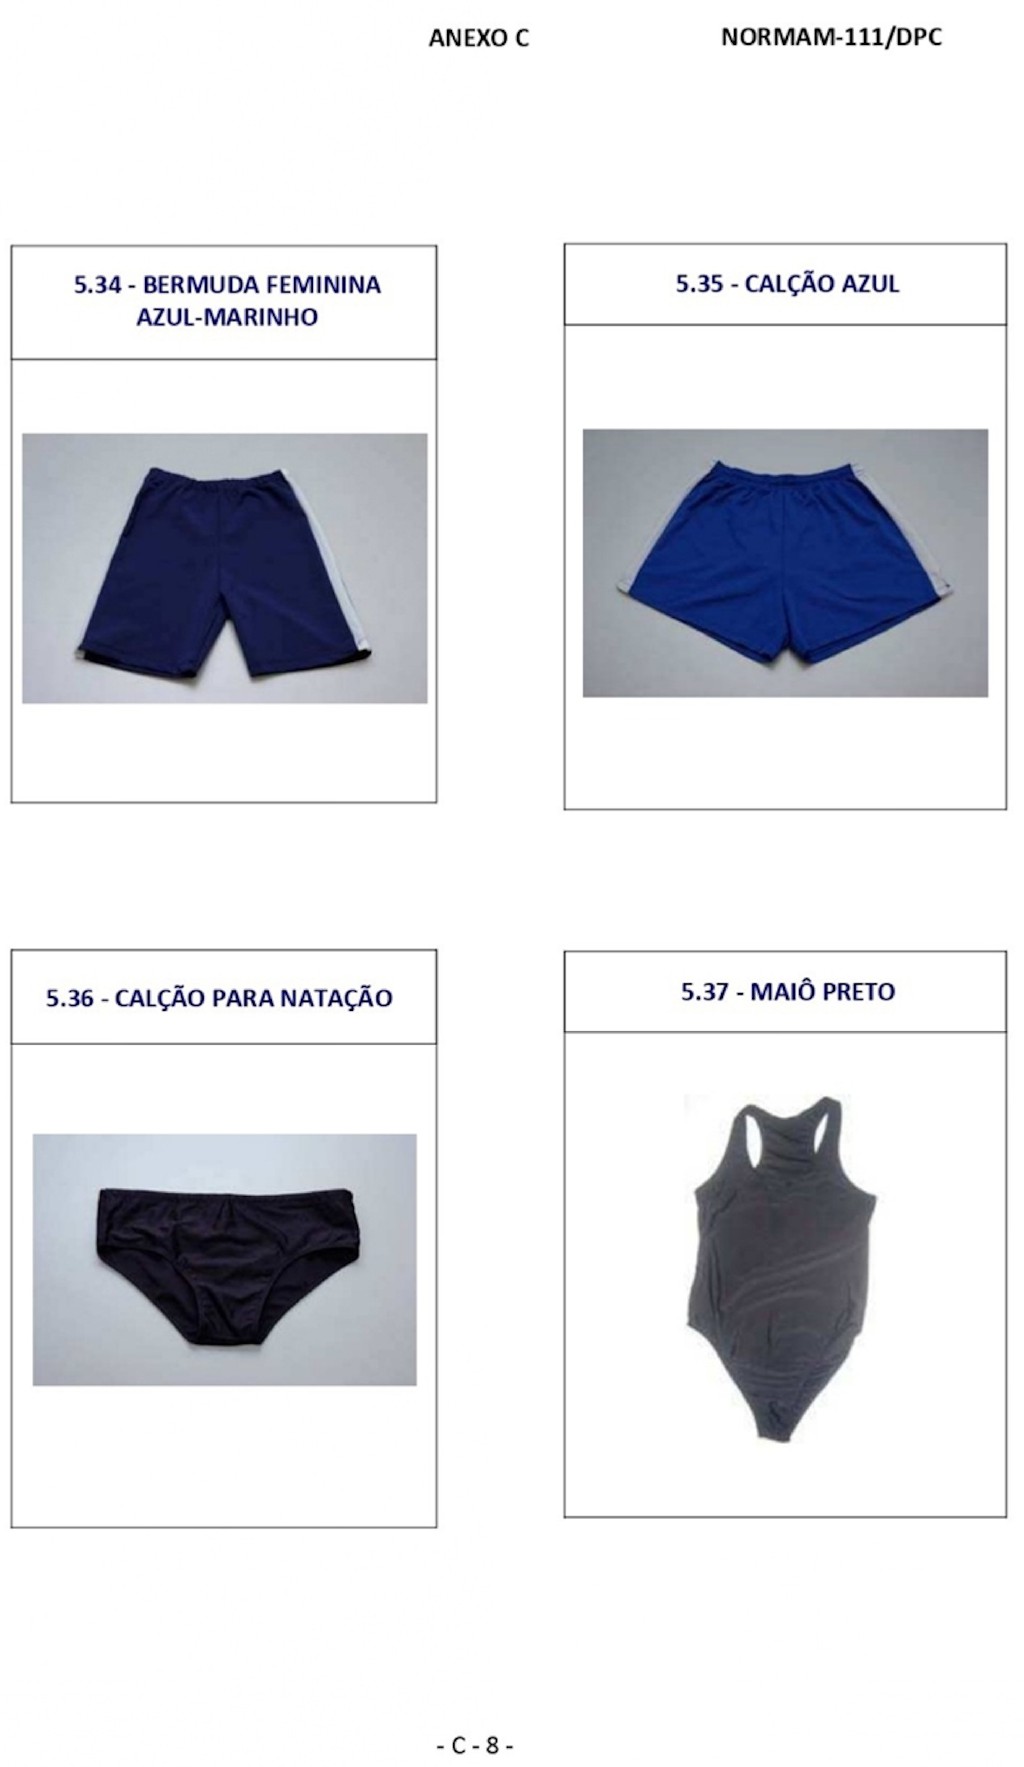 ANEXO C
NORMAM-111/DPC
5.34 - BERMUDA FEMININA
AZUL-MARINHO
5.35 - CALÇÃO AZUL
5.36 - CALÇÃO PARA NATAÇÃO
5.37 - MAIÔ PRETO
- C - 8 -